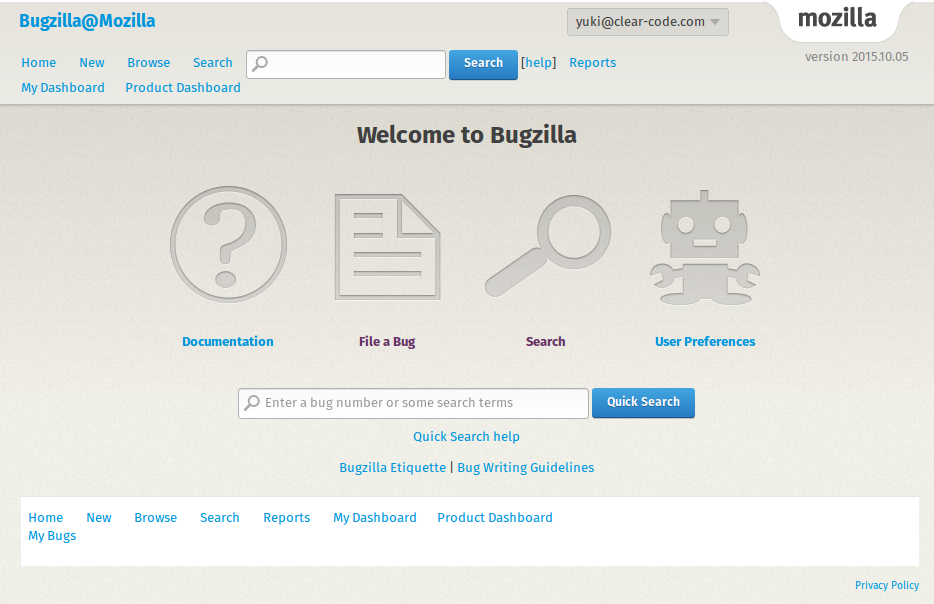 Bugzilla@Mozilla
yuki@clear-code.com
mozilla
version 2015.10.05
Home New Browse Search Search [help] Reports
My Dashboard Product Dashboard
Welcome to Bugzilla
Documentation File a Bug Search User Preferences
Enter a bug number or some search terms Quick Search
Quick Search help
Bugzilla Etiquette | Bug Writing Guidelines
Home New Browse Search Reports My Dashboard Product Dashboard
My Bugs
Privacy Policy